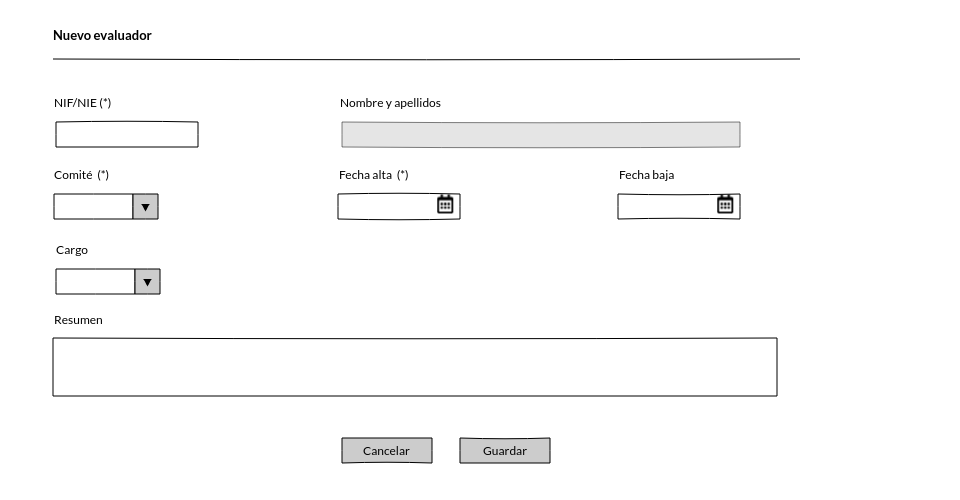 Nuevo evaluador
NIF/NIE (*)
Nombre y apellidos
Comité (*)
Fecha alta (*)
Fecha baja
Cargo
Resumen
Cancelar
Guardar